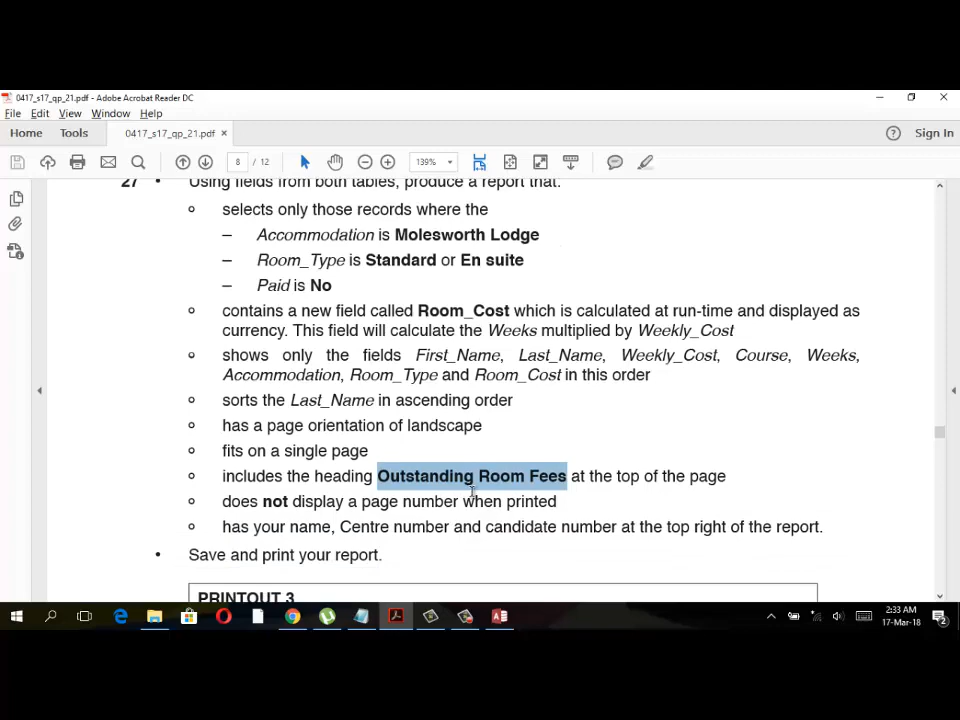 0417_s17_qp_21.pdf - Adobe Acrobat Reader DC
File Edit View Window Help
Home Tools 0417_s17_qp_21.pdf × Sign In
8 / 12 139%
27 • Using fields from both tables, produce a report that:
○ selects only those records where the
– Accommodation is Molesworth Lodge
– Room_Type is Standard or En suite
– Paid is No
○ contains a new field called Room_Cost which is calculated at run-time and displayed as
currency. This field will calculate the Weeks multiplied by Weekly_Cost
○ shows only the fields First_Name, Last_Name, Weekly_Cost, Course, Weeks,
Accommodation, Room_Type and Room_Cost in this order
○ sorts the Last_Name in ascending order
○ has a page orientation of landscape
○ fits on a single page
○ includes the heading Outstanding Room Fees at the top of the page
○ does not display a page number when printed
○ has your name, Centre number and candidate number at the top right of the report.
• Save and print your report.
PRINTOUT 3
2:33 AM
17-Mar-18
2